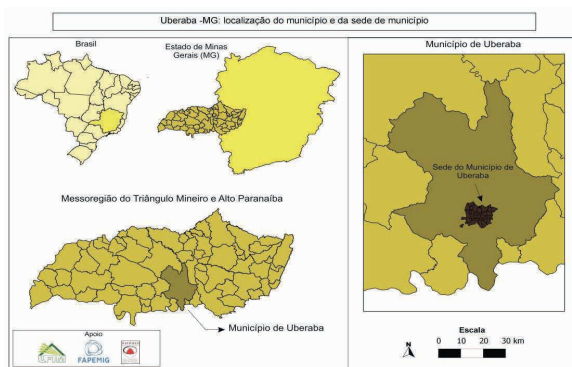 Uberaba -MG: localização do município e da sede de município
Brasil
Estado de Minas
Gerais (MG)
Messoregião do Triângulo Mineiro e Alto Paranaíba
Município de Uberaba
Apoio
FAPEMIG
Município de Uberaba
Sede do Município de
Uberaba
Escala
N
0 10 20 30 km